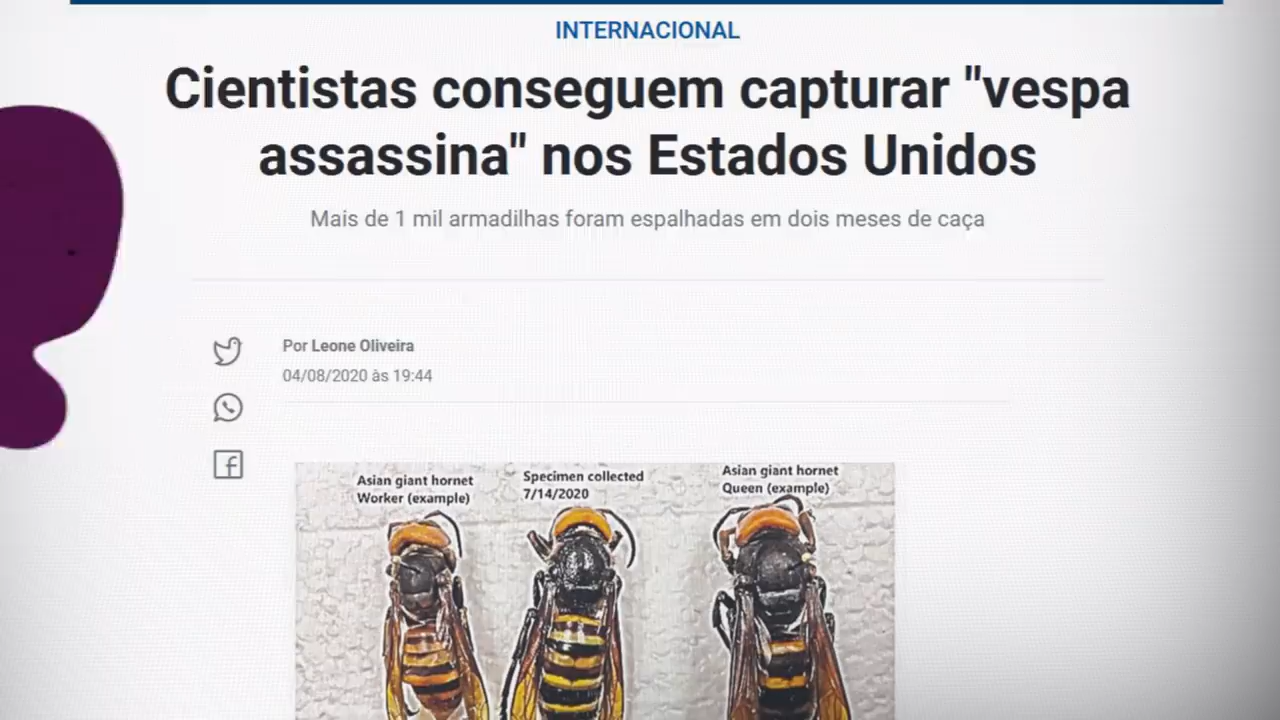 INTERNACIONAL
Cientistas conseguem capturar "vespa
assassina" nos Estados Unidos
Mais de 1 mil armadilhas foram espalhadas em dois meses de caça
Por Leone Oliveira
04/08/2020 às 19:44
Asian giant hornet
Worker (example)
Specimen collected
7/14/2020
Asian giant hornet
Queen (example)